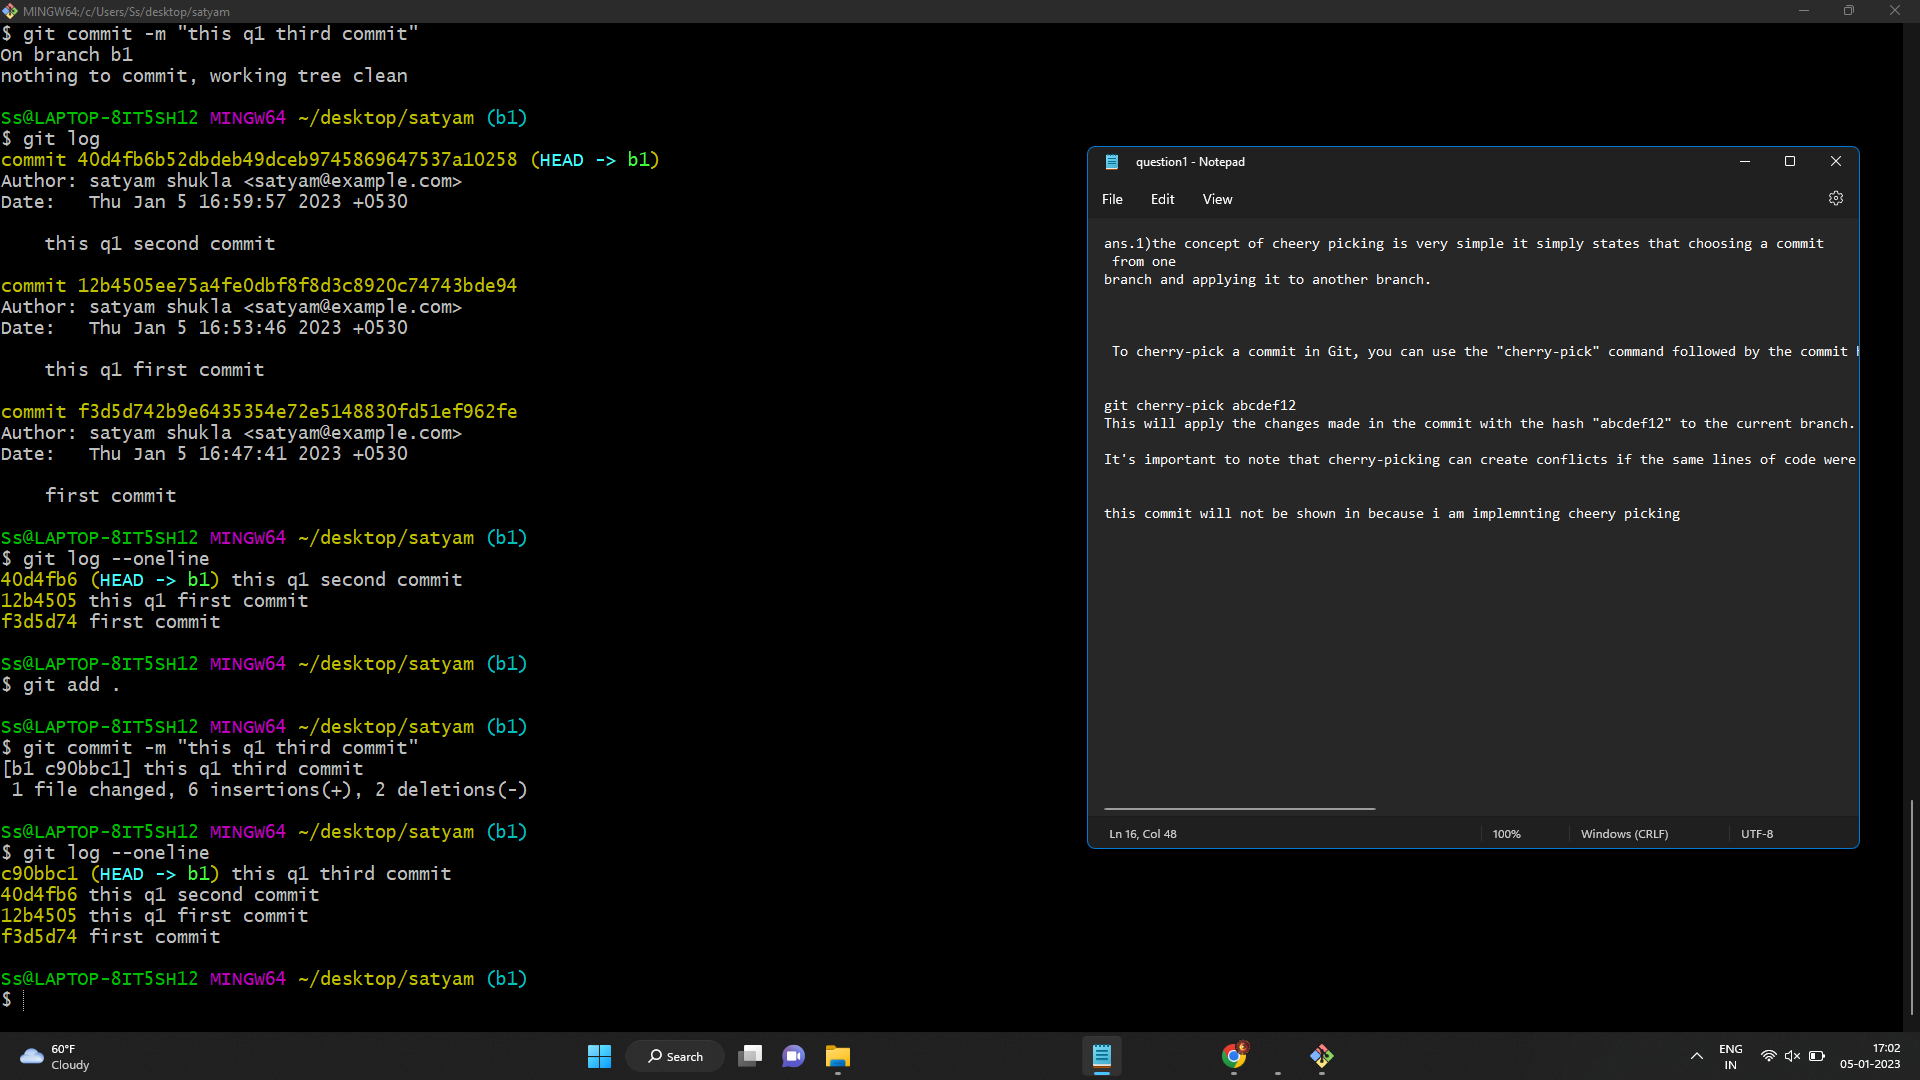 MINGW64:/c/Users/Ss/desktop/satyam
$ git commit -m "this q1 third commit"
On branch b1
nothing to commit, working tree clean
Ss@LAPTOP-8IT5SH12 MINGW64 ~/desktop/satyam (b1)
$ git log
commit 40d4fb6b52dbdeb49dceb9745869647537a10258 (HEAD -> b1)
Author: satyam shukla <satyam@example.com>
Date:   Thu Jan 5 16:59:57 2023 +0530
    this q1 second commit
commit 12b4505ee75a4fe0dbf8f8d3c8920c74743bde94
Author: satyam shukla <satyam@example.com>
Date:   Thu Jan 5 16:53:46 2023 +0530
    this q1 first commit
commit f3d5d742b9e6435354e72e5148830fd51ef962fe
Author: satyam shukla <satyam@example.com>
Date:   Thu Jan 5 16:47:41 2023 +0530
    first commit
Ss@LAPTOP-8IT5SH12 MINGW64 ~/desktop/satyam (b1)
$ git log --oneline
40d4fb6 (HEAD -> b1) this q1 second commit
12b4505 this q1 first commit
f3d5d74 first commit
Ss@LAPTOP-8IT5SH12 MINGW64 ~/desktop/satyam (b1)
$ git add .
Ss@LAPTOP-8IT5SH12 MINGW64 ~/desktop/satyam (b1)
$ git commit -m "this q1 third commit"
[b1 c90bbc1] this q1 third commit
 1 file changed, 6 insertions(+), 2 deletions(-)
Ss@LAPTOP-8IT5SH12 MINGW64 ~/desktop/satyam (b1)
$ git log --oneline
c90bbc1 (HEAD -> b1) this q1 third commit
40d4fb6 this q1 second commit
12b4505 this q1 first commit
f3d5d74 first commit
Ss@LAPTOP-8IT5SH12 MINGW64 ~/desktop/satyam (b1)
$
question1 - Notepad
File Edit View
ans.1)the concept of cheery picking is very simple it simply states that choosing a commit
 from one
branch and applying it to another branch.
 To cherry-pick a commit in Git, you can use the "cherry-pick" command followed by the commit
git cherry-pick abcdef12
This will apply the changes made in the commit with the hash "abcdef12" to the current branch.
It's important to note that cherry-picking can create conflicts if the same lines of code were
this commit will not be shown in because i am implemnting cheery picking
Ln 16, Col 48 100% Windows (CRLF) UTF-8
60°F
Cloudy
Search
ENG
IN
17:02
05-01-2023